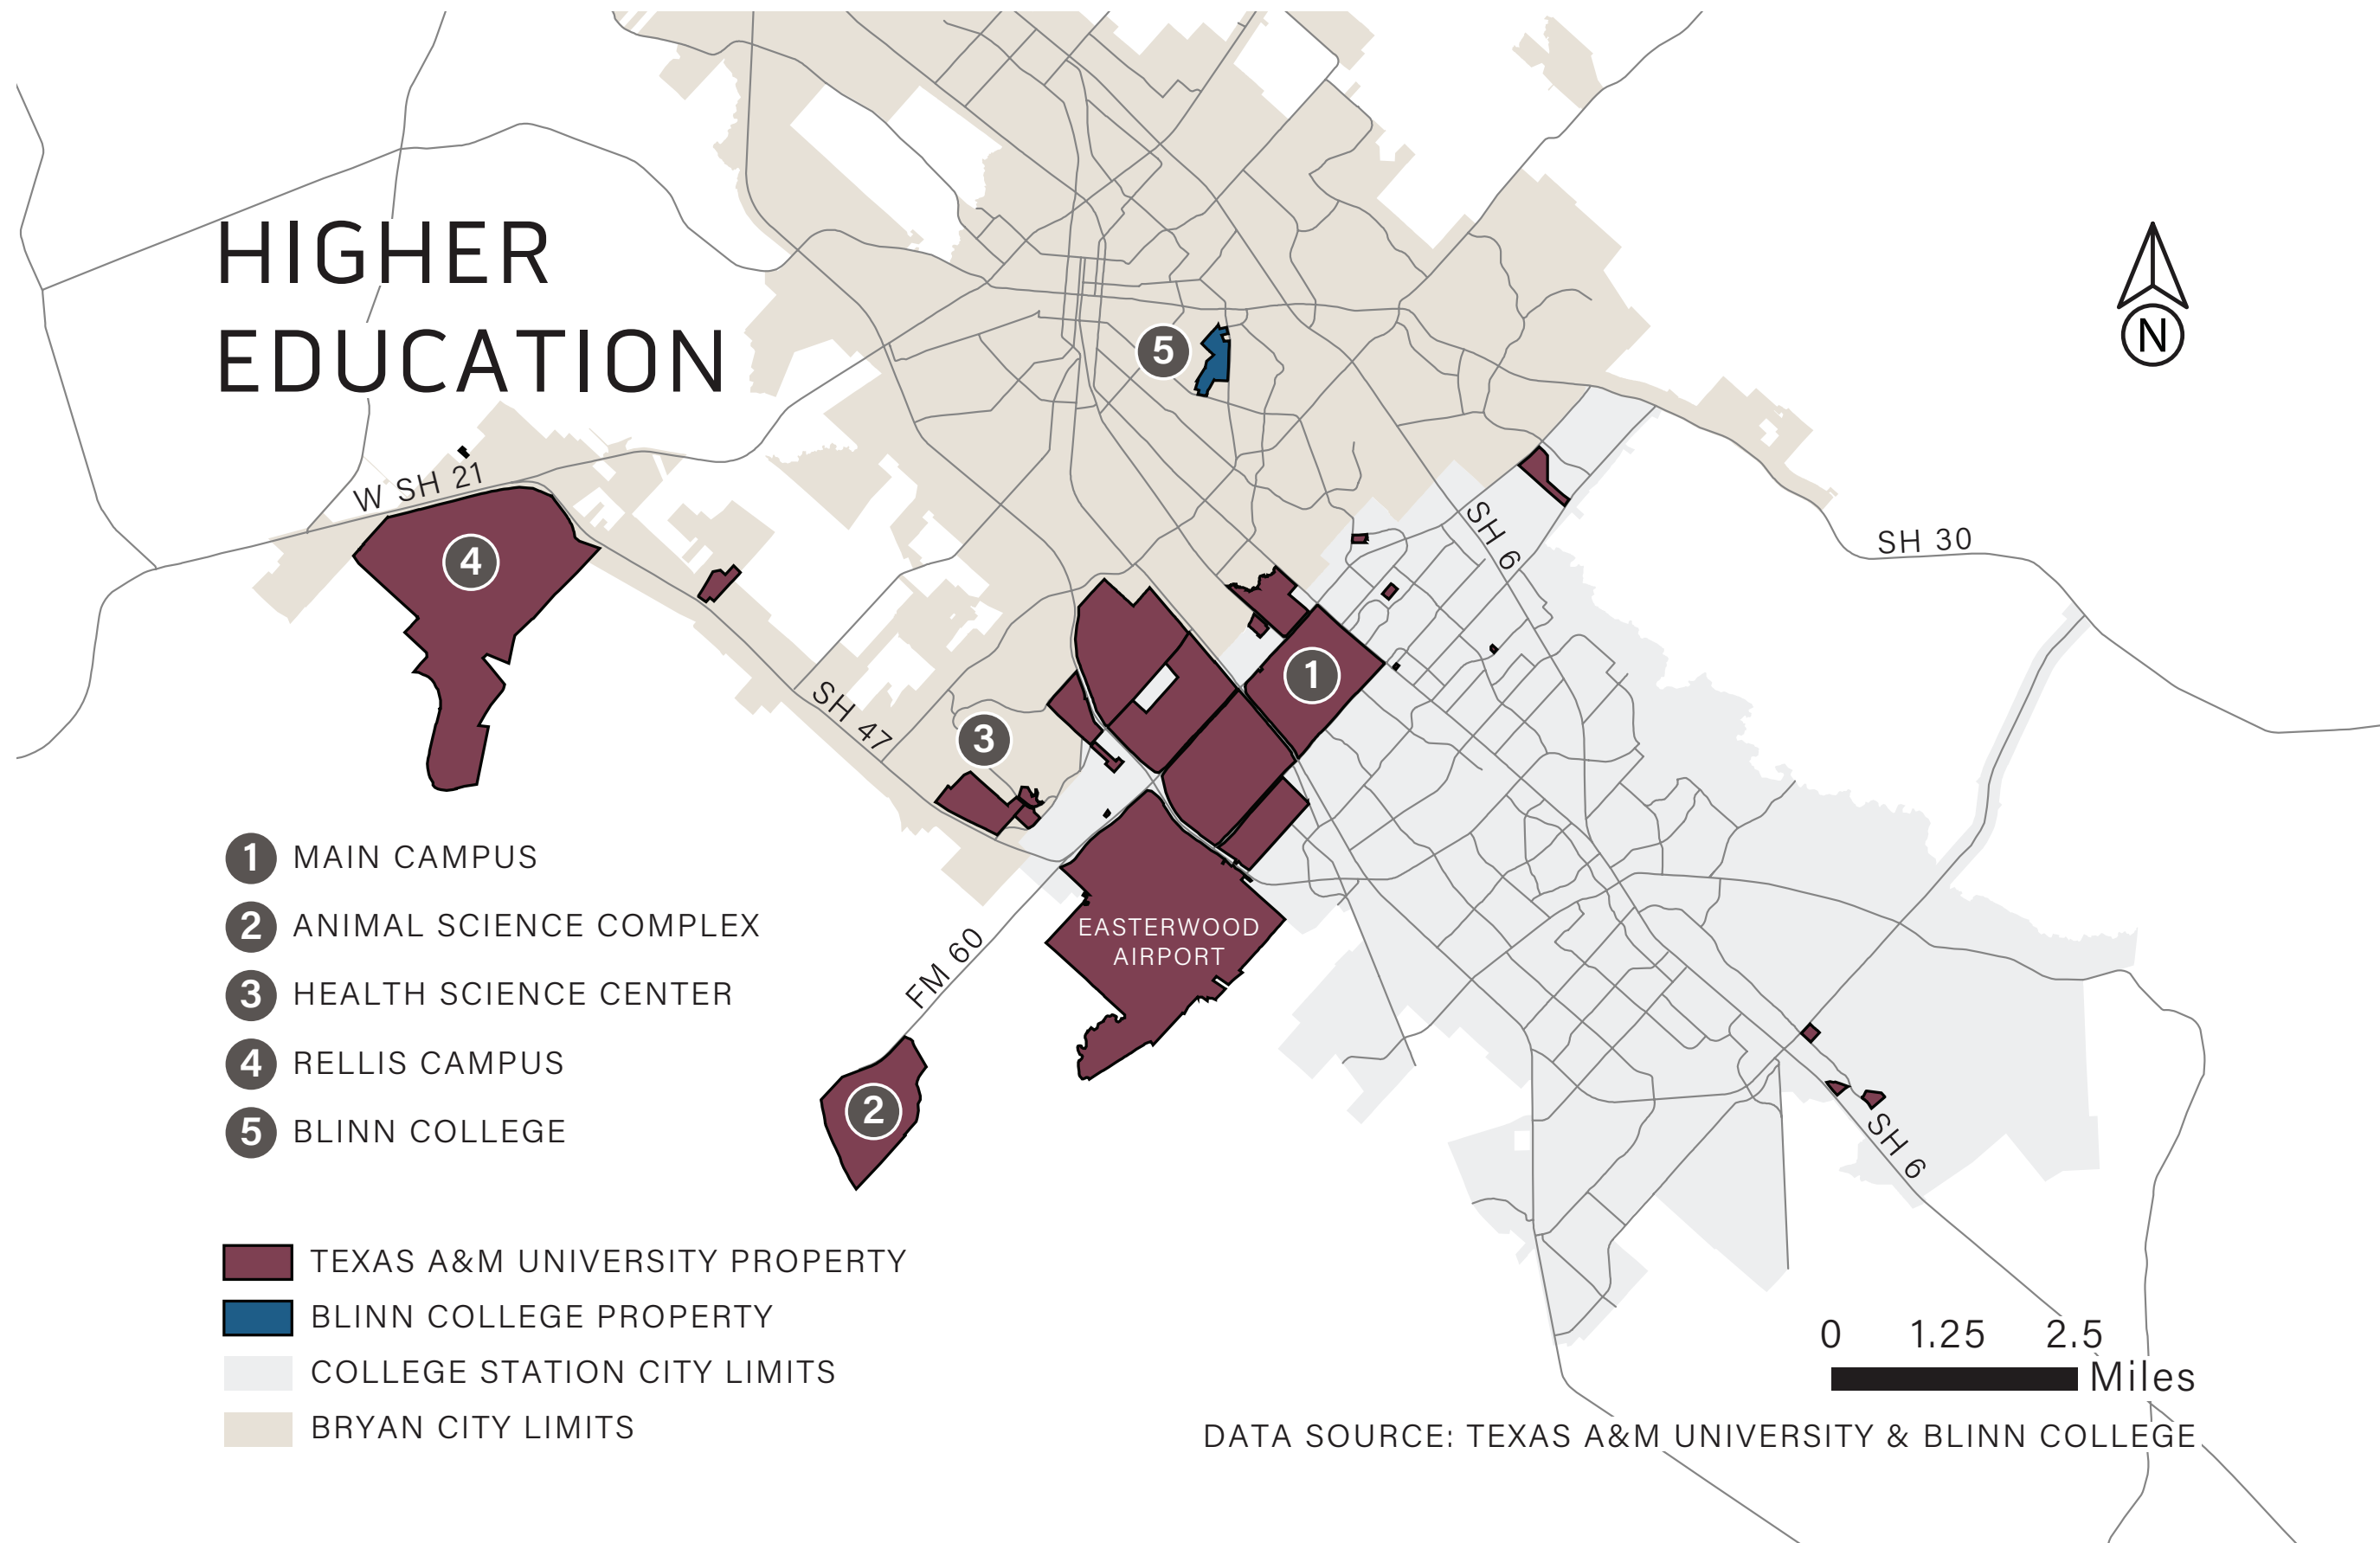 HIGHER
EDUCATION
N
5
W SH 21
4
SH 6
SH 30
1
SH 47
3
EASTERWOOD
AIRPORT
FM 60
2
SH 6
1 MAIN CAMPUS
2 ANIMAL SCIENCE COMPLEX
3 HEALTH SCIENCE CENTER
4 RELLIS CAMPUS
5 BLINN COLLEGE
TEXAS A&M UNIVERSITY PROPERTY
BLINN COLLEGE PROPERTY
COLLEGE STATION CITY LIMITS
BRYAN CITY LIMITS
0 1.25 2.5
Miles
DATA SOURCE: TEXAS A&M UNIVERSITY & BLINN COLLEGE